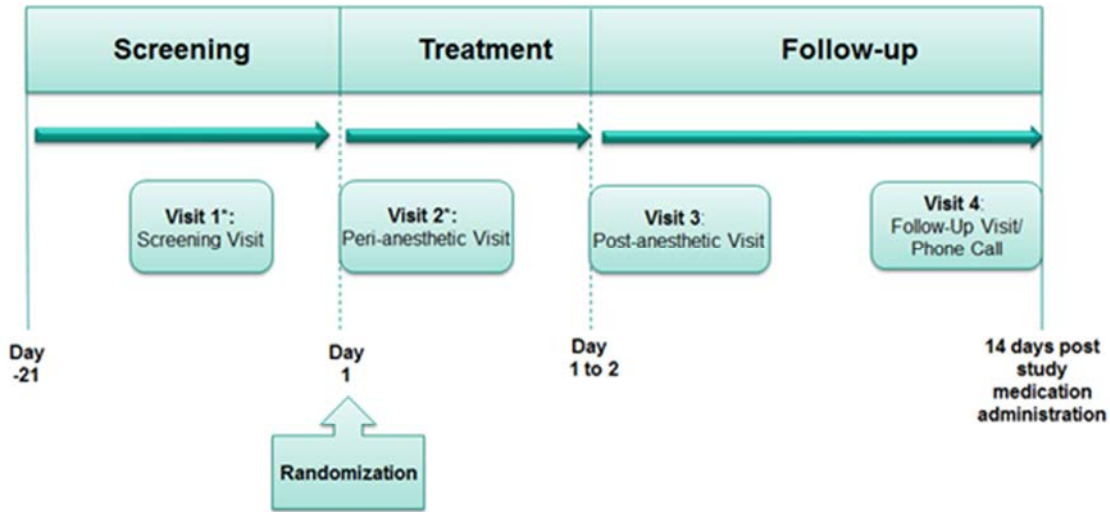 Screening
Treatment
Follow-up
Visit 1*:
Screening Visit
Visit 2*:
Peri-anesthetic Visit
Visit 3:
Post-anesthetic Visit
Visit 4:
Follow-Up Visit/
Phone Call
Day
-21
Day
1
Day
1 to 2
14 days post
study
medication
administration
Randomization